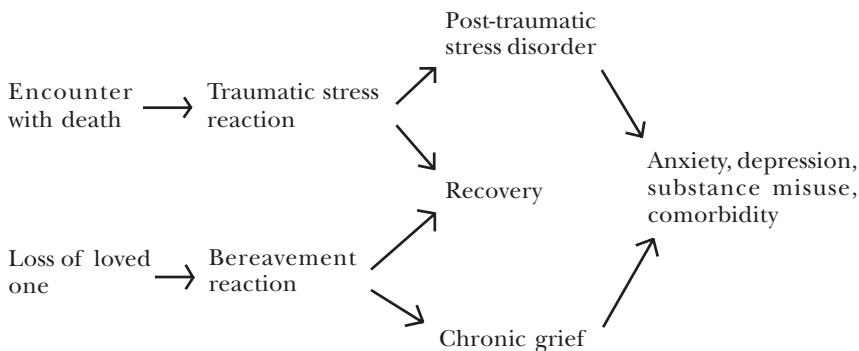 Post-traumatic
stress disorder
Encounter
with death
Traumatic stress
reaction
Anxiety, depression,
substance misuse,
comorbidity
Recovery
Loss of loved
one
Bereavement
reaction
Chronic grief